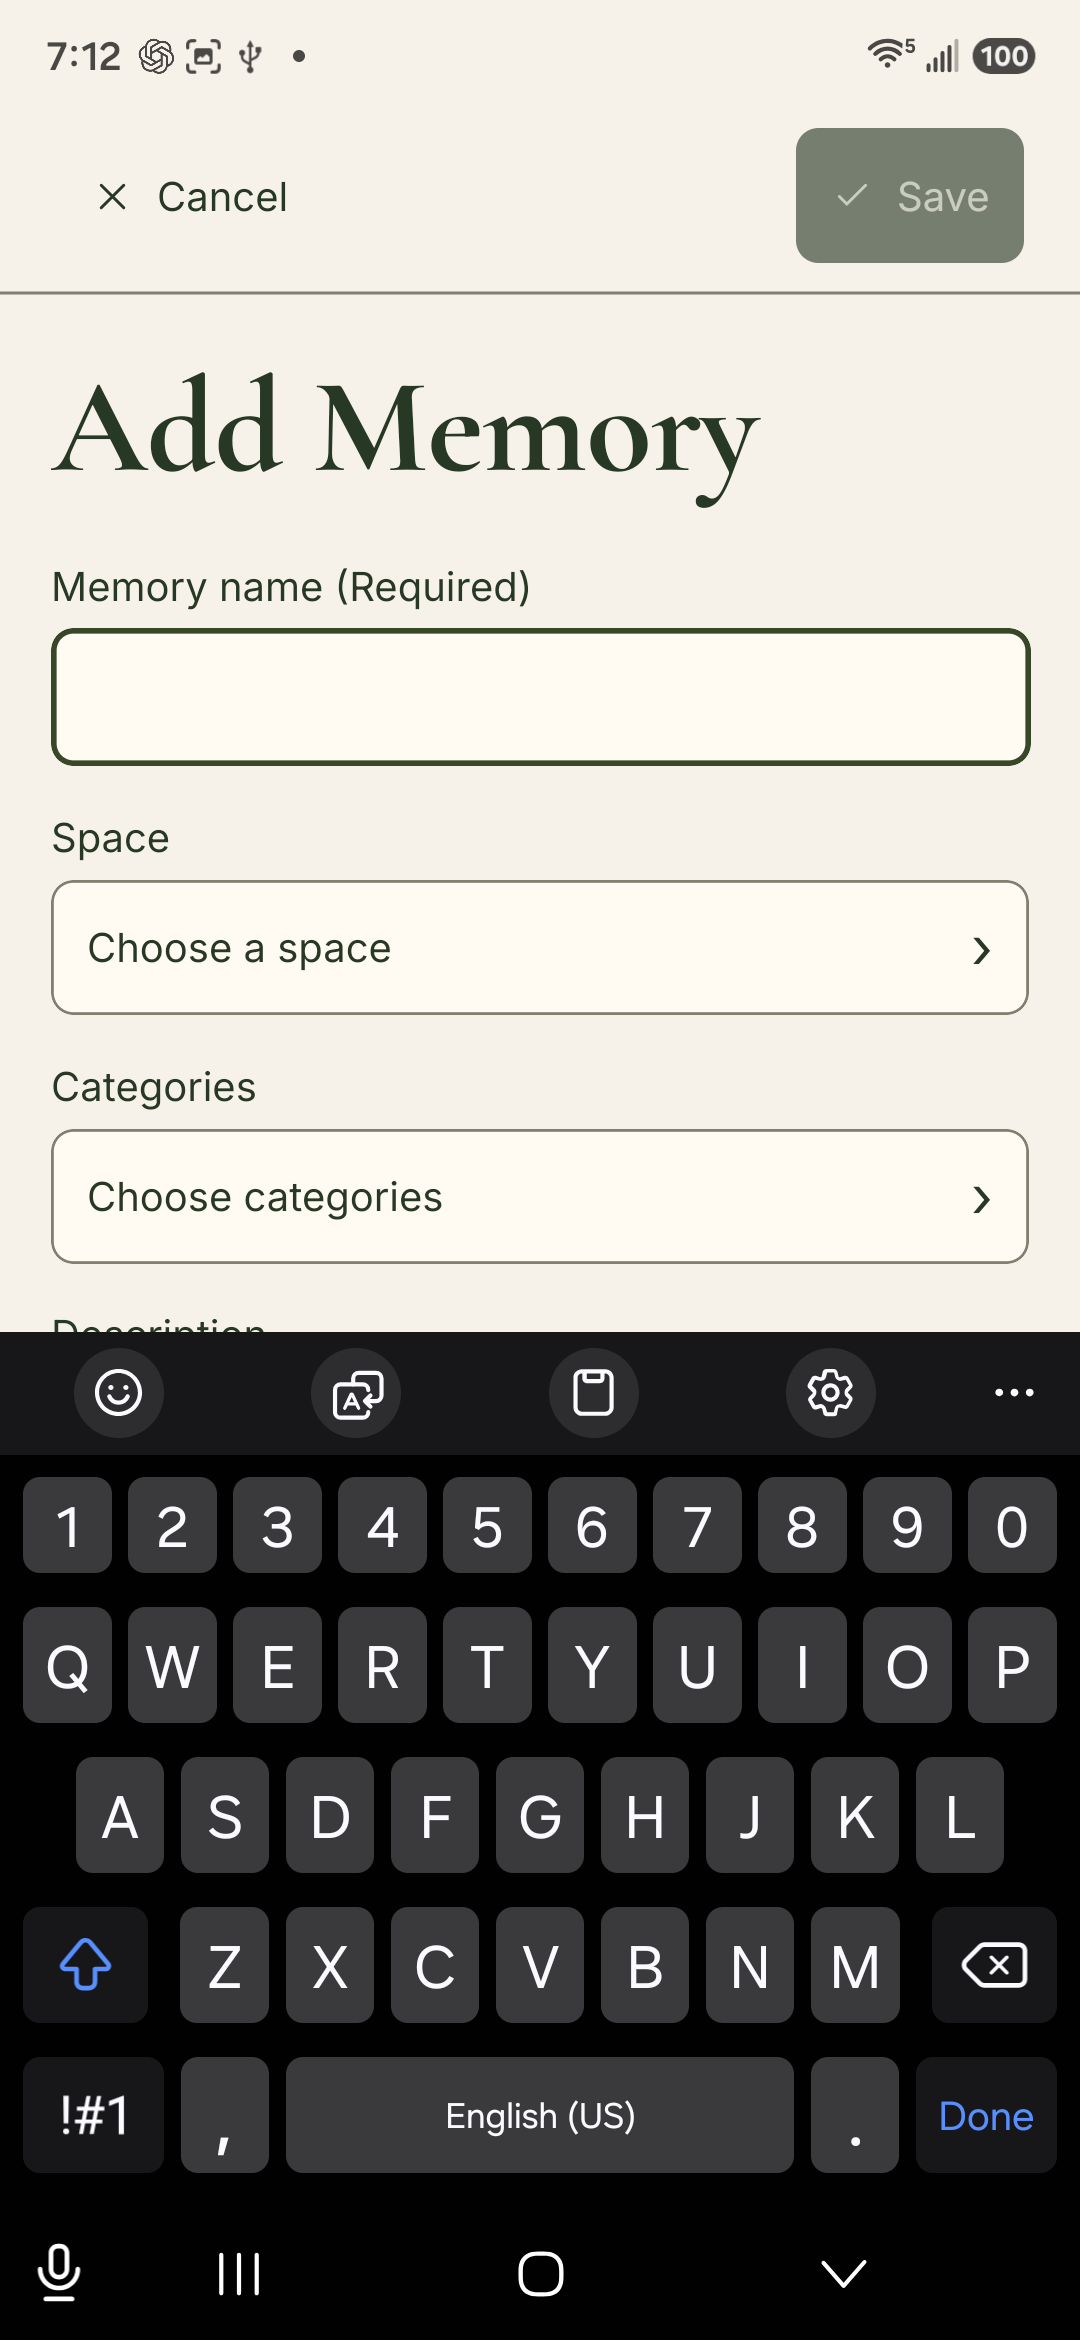 7:12 5 100
Cancel Save
Add Memory
Memory name (Required)
Space
Choose a space
Categories
Choose categories
Description
1 2 3 4 5 6 7 8 9 0
Q W E R T Y U I O P
A S D F G H J K L
Z X C V B N M
!#1 , English (US) . Done